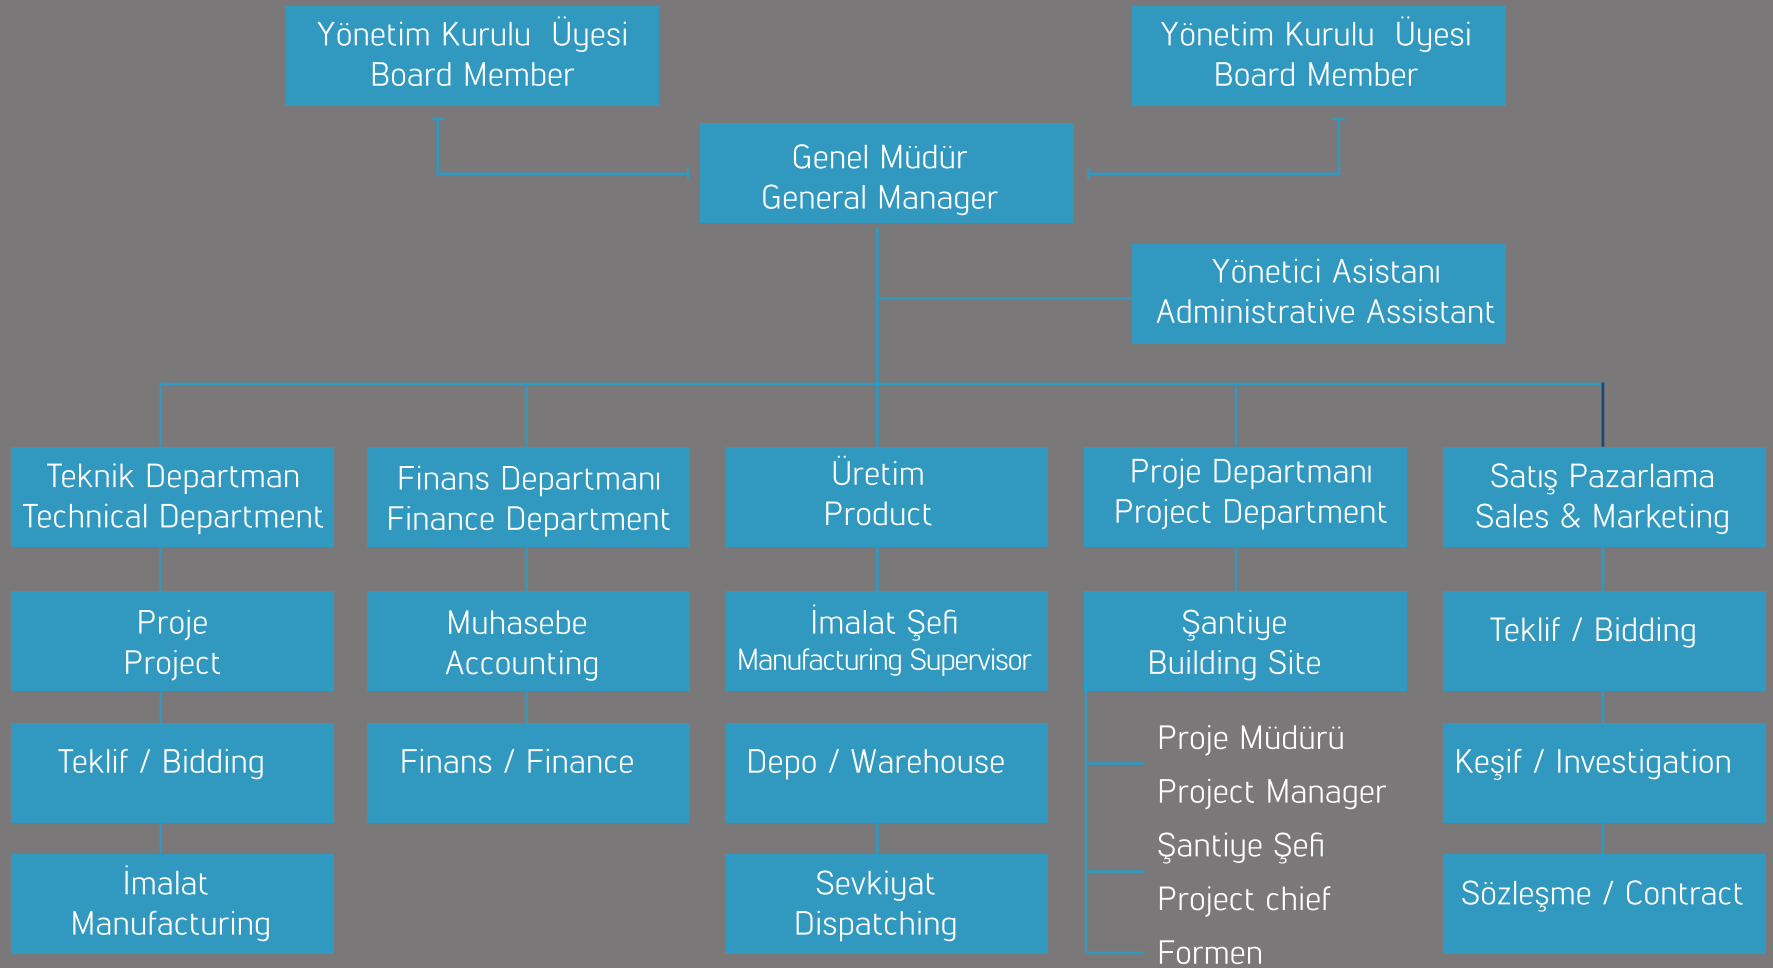 Yönetim Kurulu Üyesi
Board Member
Yönetim Kurulu Üyesi
Board Member
Genel Müdür
General Manager
Yönetici Asistanı
Administrative Assistant
Teknik Departman
Technical Department
Finans Departmanı
Finance Department
Üretim
Product
Proje Departmanı
Project Department
Satış Pazarlama
Sales & Marketing
Proje
Project
Muhasebe
Accounting
İmalat Şefi
Manufacturing Supervisor
Şantiye
Building Site
Teklif / Bidding
Teklif / Bidding
Finans / Finance
Depo / Warehouse
Proje Müdürü
Project Manager
Şantiye Şefi
Project chief
Formen
Keşif / Investigation
İmalat
Manufacturing
Sevkiyat
Dispatching
Sözleşme / Contract